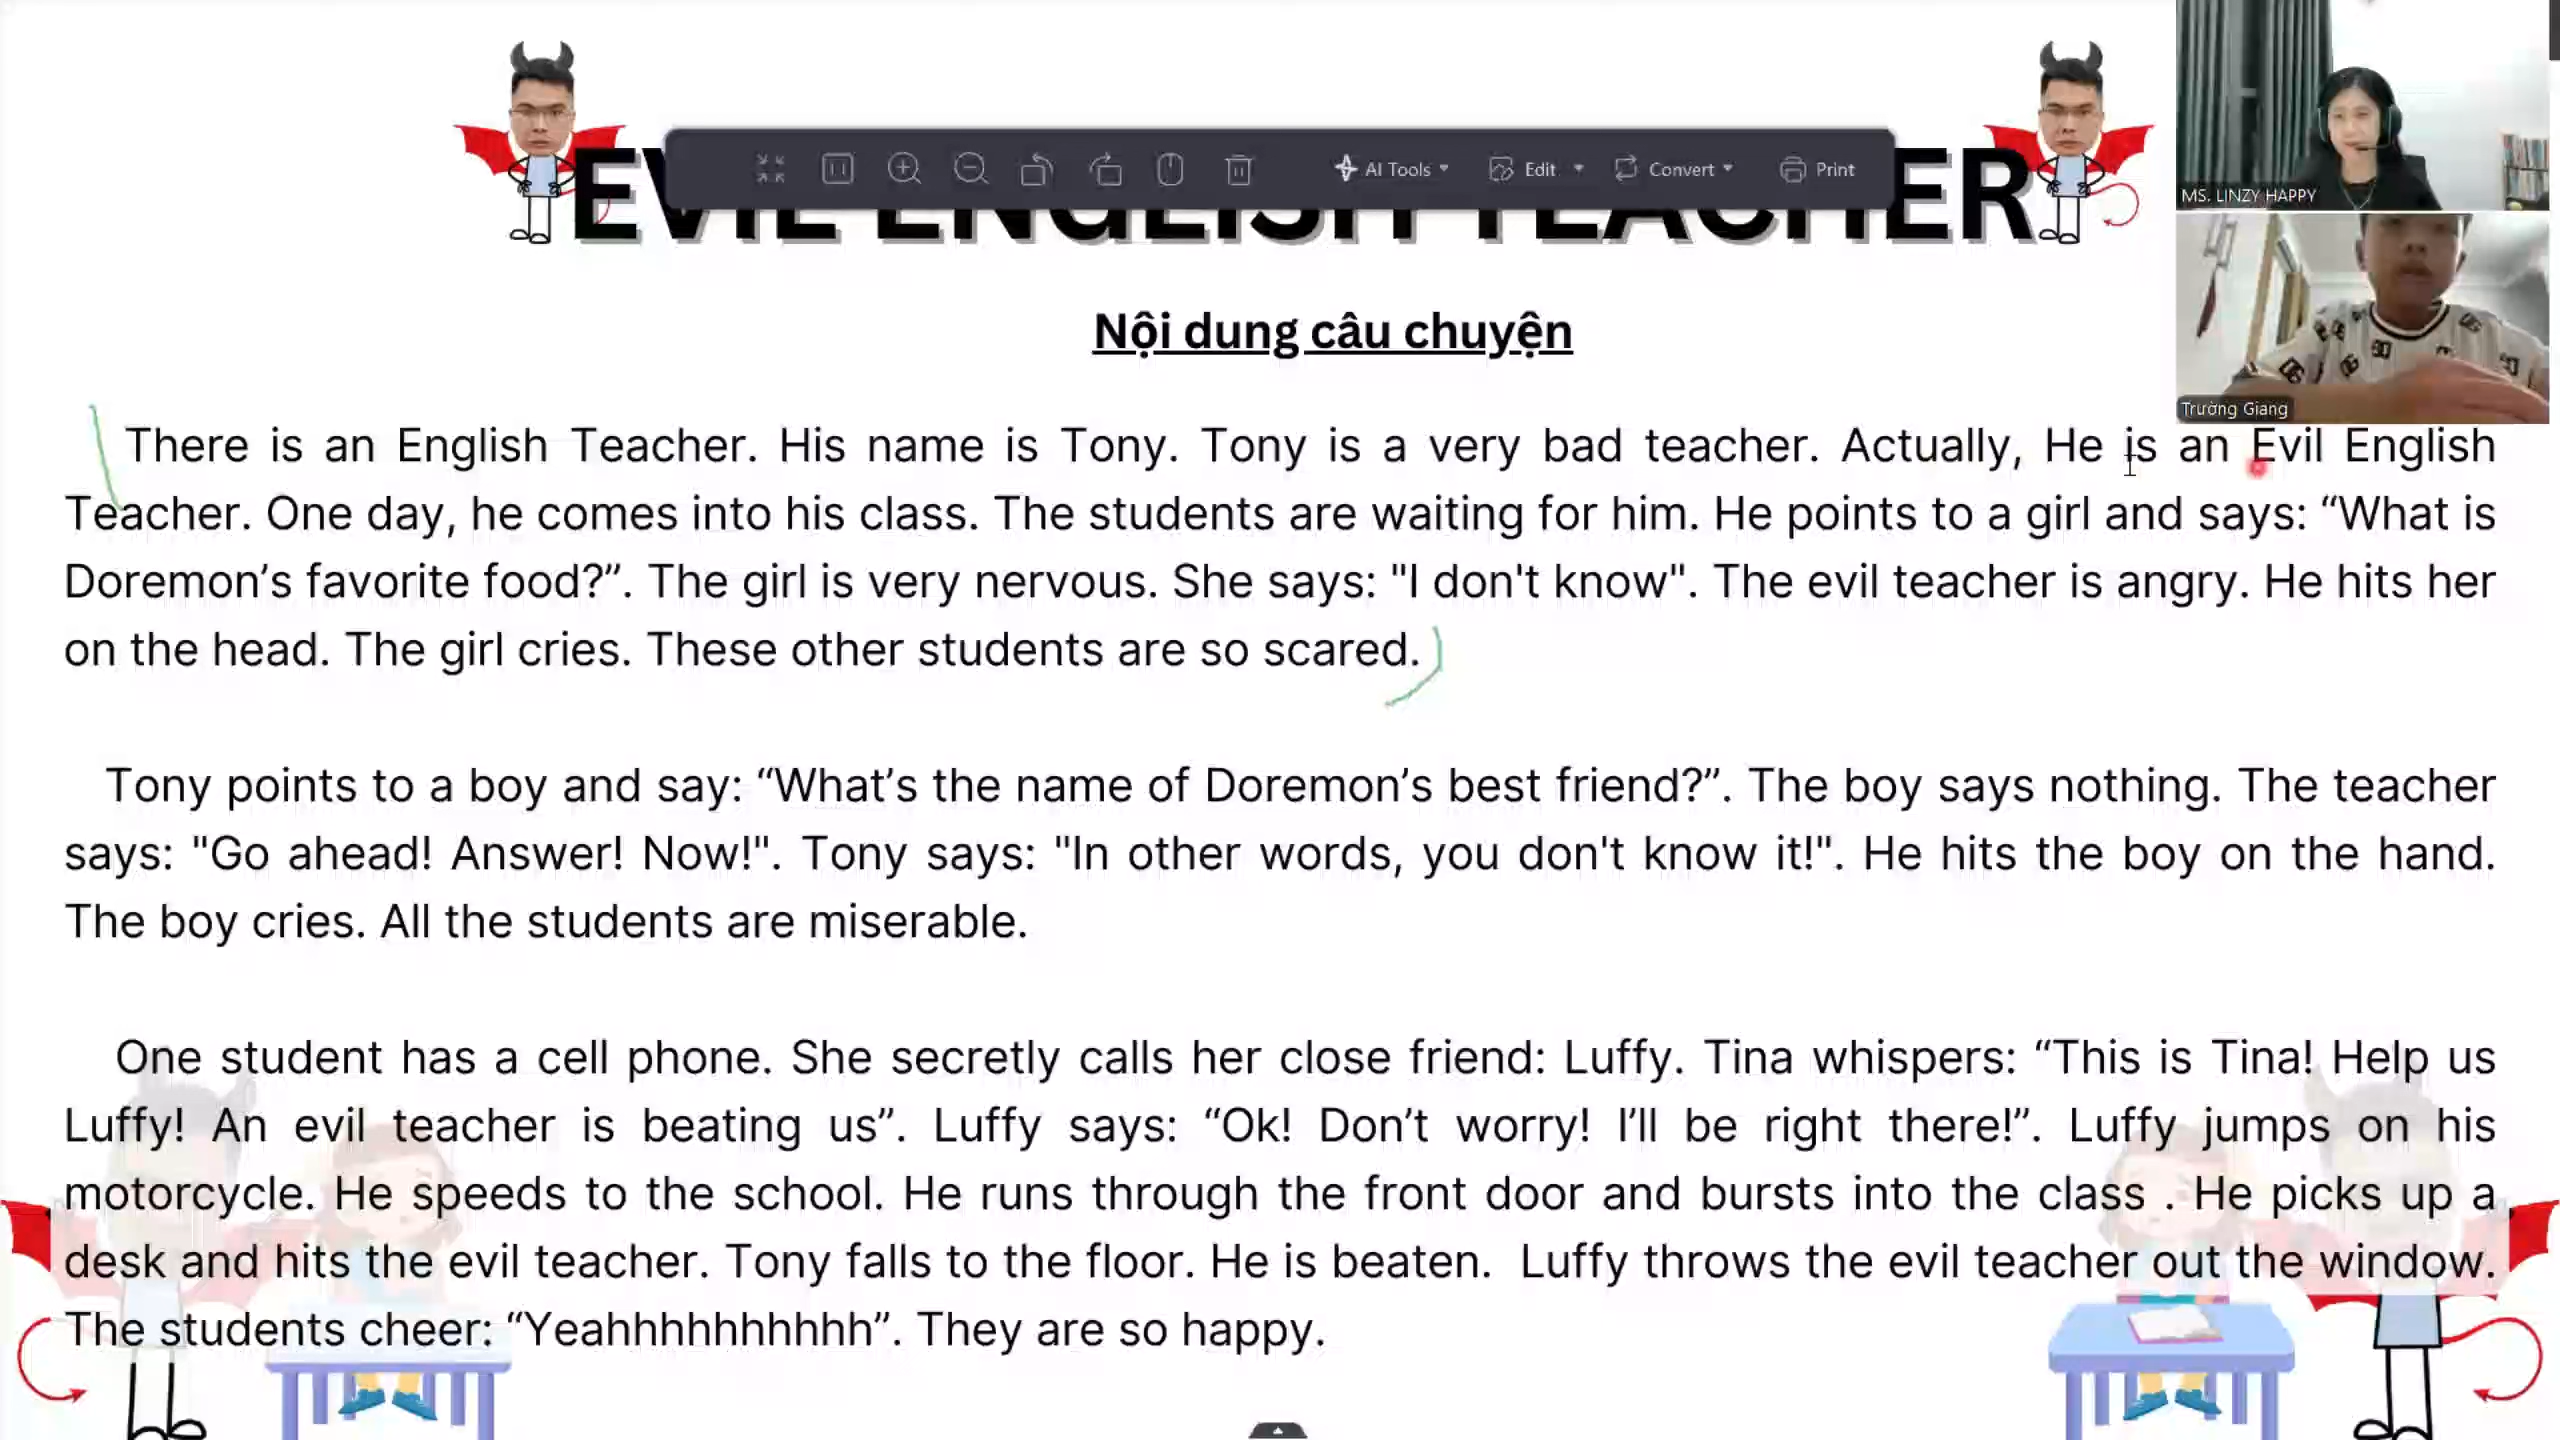 EVIL ENGLISH TEACHER
AI Tools Edit Convert Print
MS. LINZY HAPPY
Trường Giang
Nội dung câu chuyện
There is an English Teacher. His name is Tony. Tony is a very bad teacher. Actually, He is an Evil English
Teacher. One day, he comes into his class. The students are waiting for him. He points to a girl and says: “What is
Doremon’s favorite food?”. The girl is very nervous. She says: "I don't know". The evil teacher is angry. He hits her
on the head. The girl cries. These other students are so scared.
Tony points to a boy and say: “What’s the name of Doremon’s best friend?”. The boy says nothing. The teacher
says: "Go ahead! Answer! Now!". Tony says: "In other words, you don't know it!". He hits the boy on the hand.
The boy cries. All the students are miserable.
One student has a cell phone. She secretly calls her close friend: Luffy. Tina whispers: “This is Tina! Help us
Luffy! An evil teacher is beating us”. Luffy says: “Ok! Don’t worry! I’ll be right there!”. Luffy jumps on his
motorcycle. He speeds to the school. He runs through the front door and bursts into the class . He picks up a
desk and hits the evil teacher. Tony falls to the floor. He is beaten. Luffy throws the evil teacher out the window.
The students cheer: “Yeahhhhhhhhhh”. They are so happy.